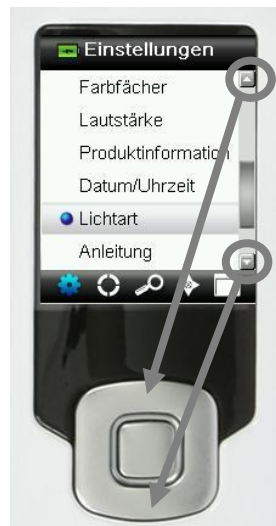 Einstellungen
Farbfächer
Lautstärke
Produktinformation
Datum/Uhrzeit
Lichtart
Anleitung